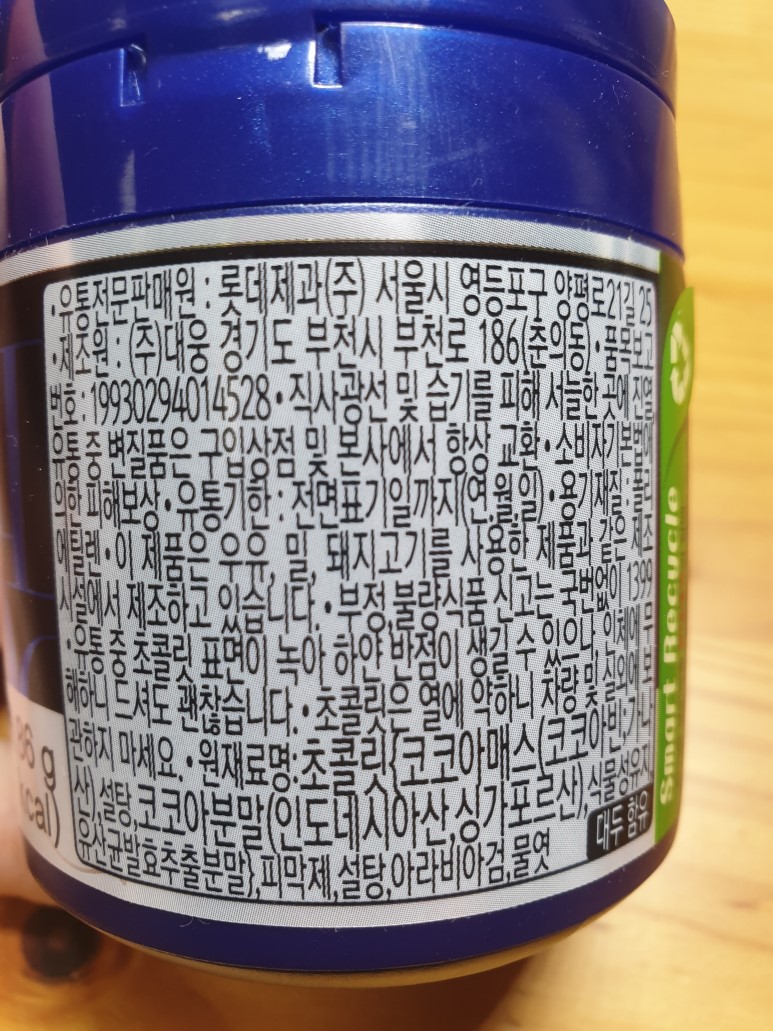 •유통전문판매원 : 롯데제과(주) 서울시 영등포구 양평로21길 25
•제조원 : (주)대웅 경기도 부천시 부천로 186(춘의동)•품목보고
번호 : 19930294014528•직사광선 및 습기를 피해 서늘한 곳에 진열
유통 중 변질품은 구입상점 및 본사에서 항상 교환•소비자기본법에
의한 피해보상•유통기한 : 전면표기일까지(연.월.일)•용기재질 : 폴리
에틸렌•이 제품은 우유, 밀, 돼지고기를 사용한 제품과 같은 제조
시설에서 제조하고 있습니다.•부정,불량식품 신고는 국번없이 1399
•유통 중 초콜릿 표면이 녹아 하얀 반점이 생길 수 있으나, 인체에 무
해하니 드셔도 괜찮습니다.•초콜릿은 열에 약하니 차량 및 실외에 보
관하지 마세요.•원재료명:초콜릿{코코아매스(코코아빈:가나
산),설탕,코코아분말(인도네시아산,싱가포르산),식물성유지
유산균발효추출분말},피막제,설탕,아라비아검,물엿
대두 함유
86 g
kcal)
Smart Recycle